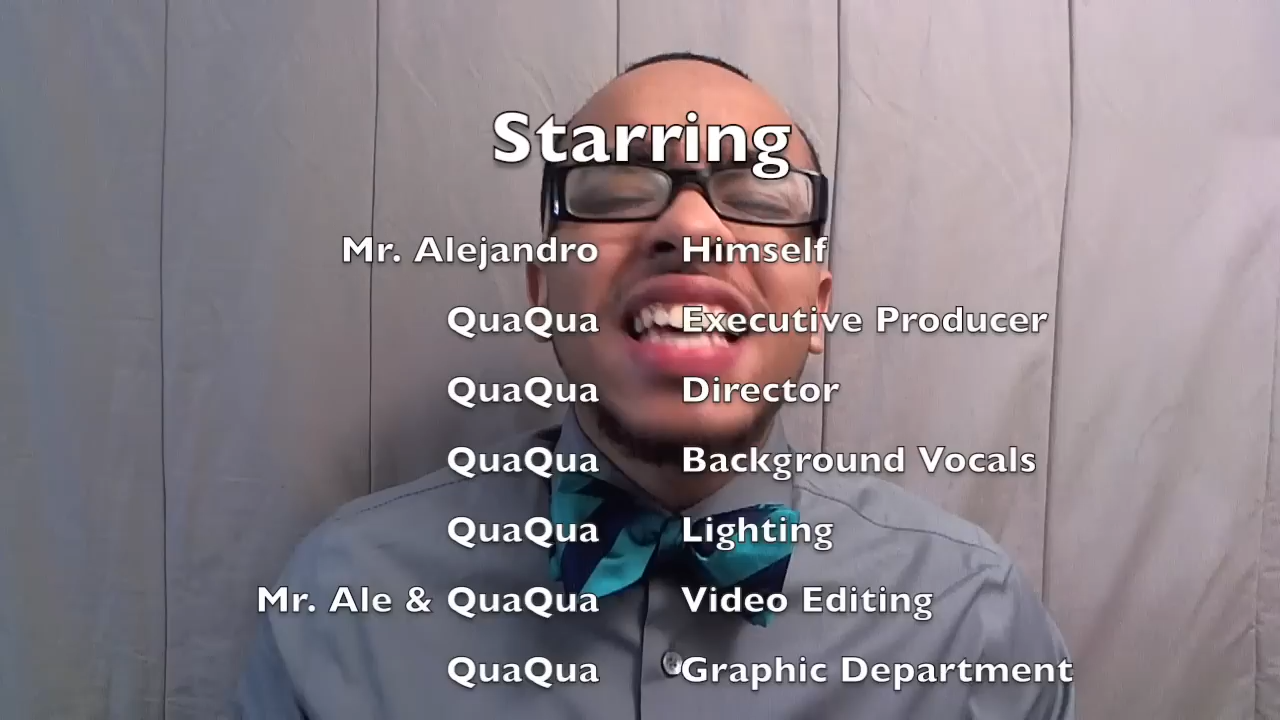 Starring
Mr. Alejandro Himself
QuaQua Executive Producer
QuaQua Director
QuaQua Background Vocals
QuaQua Lighting
Mr. Ale & QuaQua Video Editing
QuaQua Graphic Department